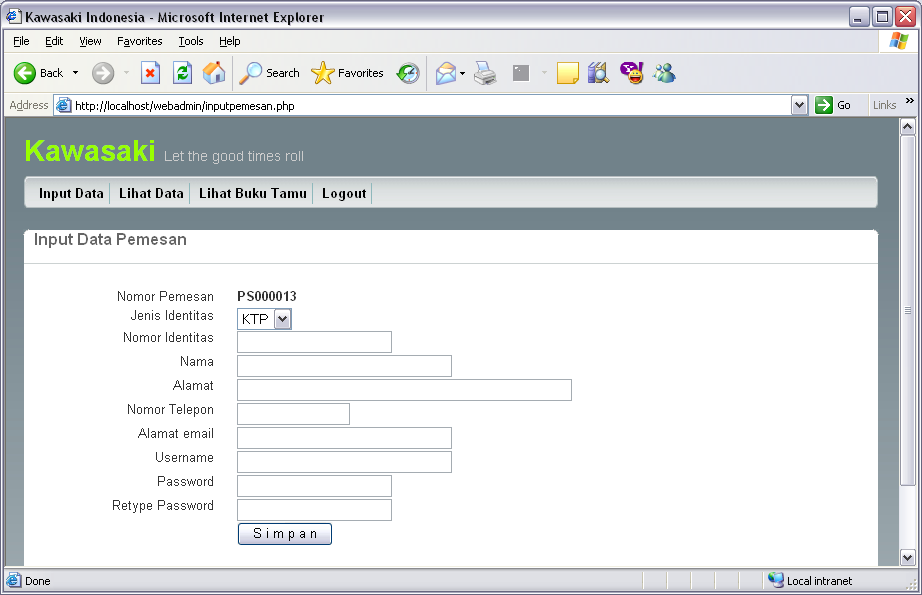 Kawasaki Indonesia - Microsoft Internet Explorer
File Edit View Favorites Tools Help
Back Search Favorites
Address http://localhost/webadmin/inputpemesan.php Go Links »
Kawasaki Let the good times roll
Input Data Lihat Data Lihat Buku Tamu Logout
Input Data Pemesan
Nomor Pemesan PS000013
Jenis Identitas KTP
Nomor Identitas
Nama
Alamat
Nomor Telepon
Alamat email
Username
Password
Retype Password
Simpan
Done Local intranet